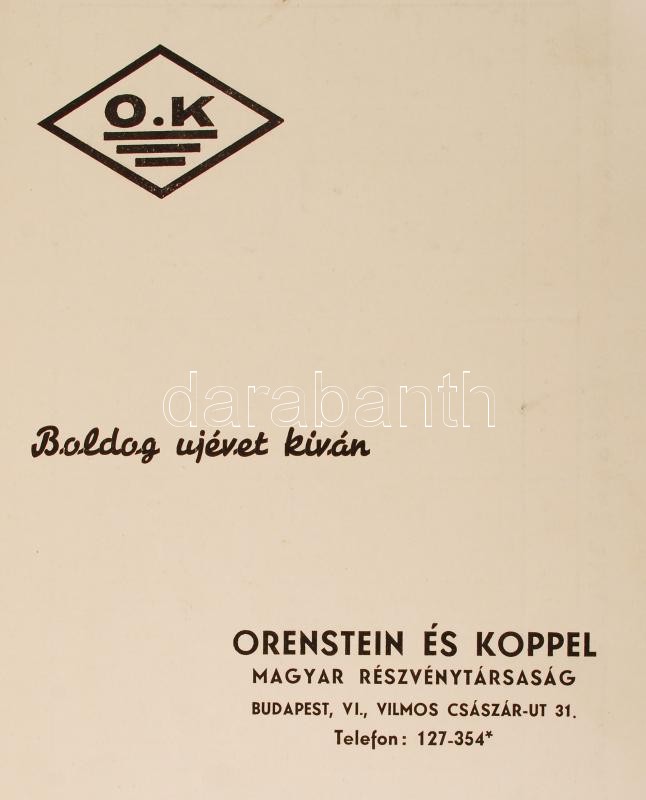 O.K
darabanth
Boldog ujévet kíván
ORENSTEIN ÉS KOPPEL
MAGYAR RÉSZVÉNYTÁRSASÁG
BUDAPEST, VI., VILMOS CSÁSZÁR-UT 31.
Telefon: 127-354*